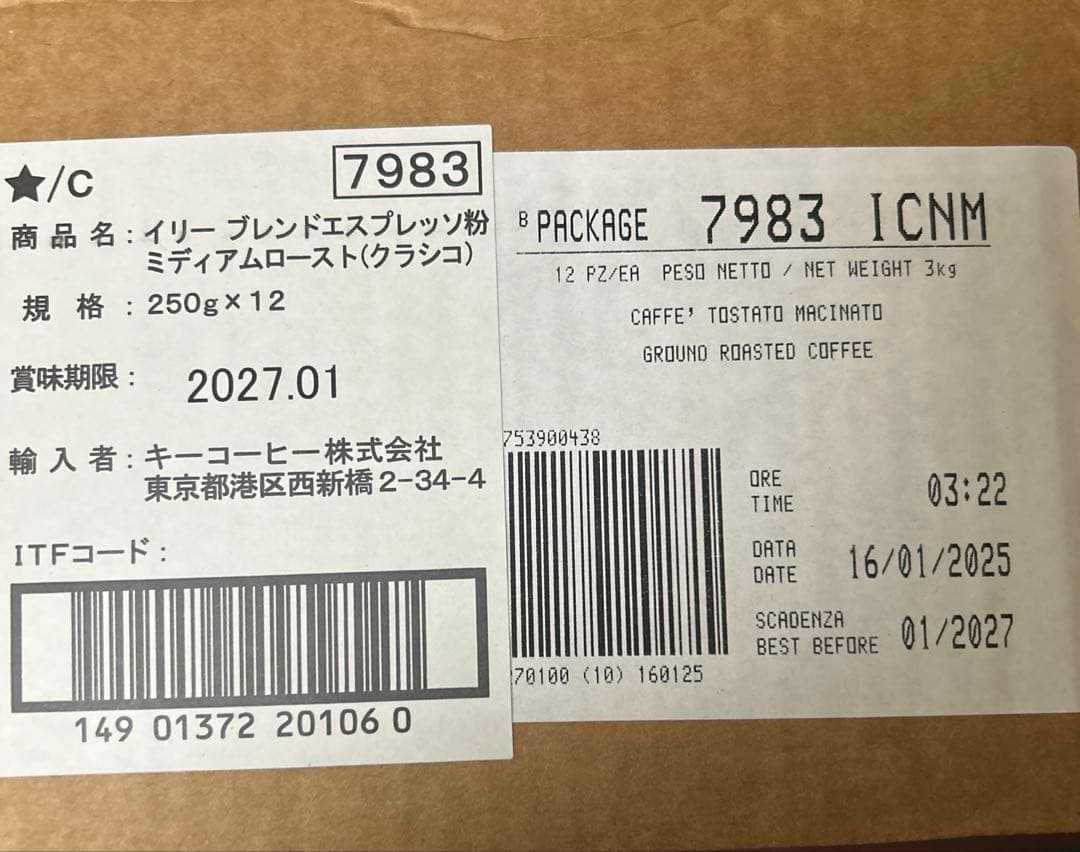 ★/C 7983
商品名：イリー ブレンドエスプレッソ粉
ミディアムロースト(クラシコ)
規格：250g×12
賞味期限： 2027.01
輸入者：キーコーヒー株式会社
東京都港区西新橋2-34-4
ITFコード：
149 01372 20106 0
B PACKAGE 7983 ICNM
12 PZ/EA PESO NETTO / NET WEIGHT 3kg
CAFFE' TOSTATO MACINATO
GROUND ROASTED COFFEE
753900438
ORE
TIME 03:22
DATA
DATE 16/01/2025
SCADENZA
BEST BEFORE 01/2027
70100 (10) 160125